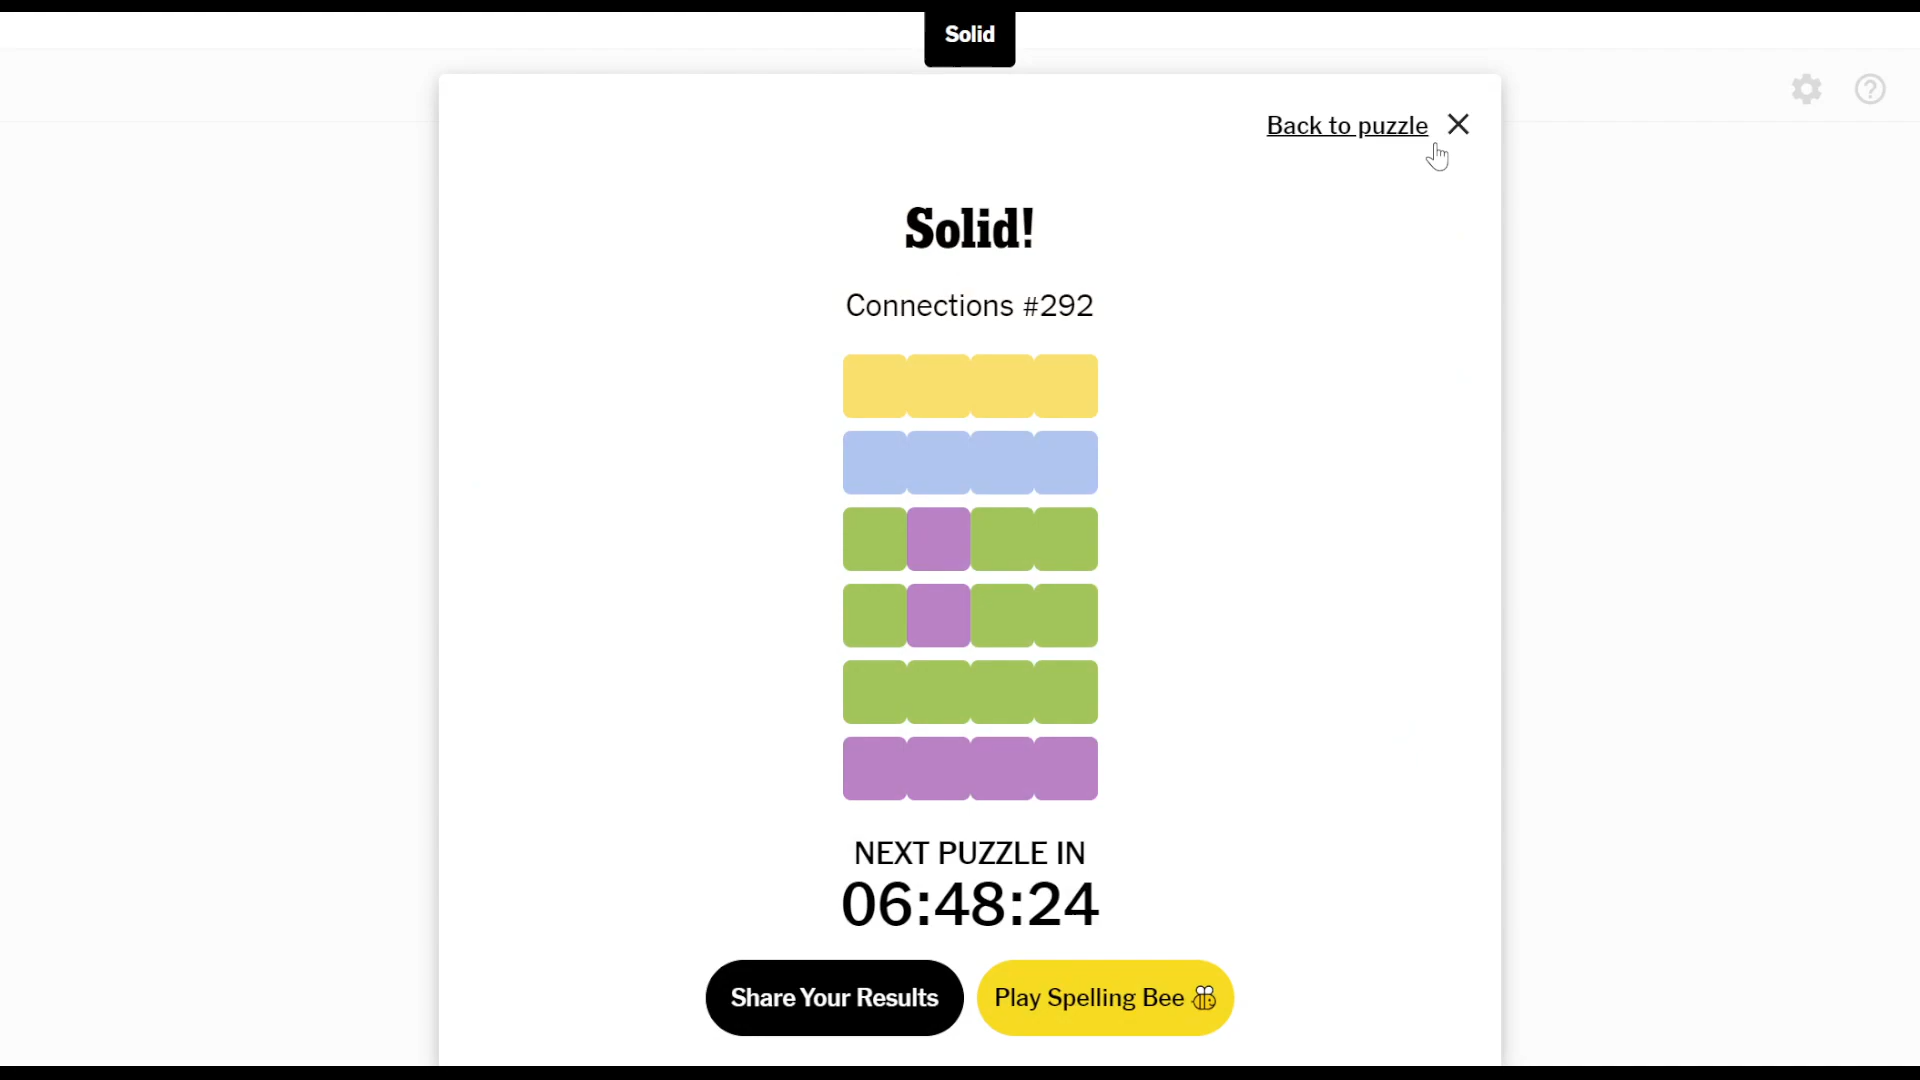 Solid
Back to puzzle
Solid!
Connections #292
NEXT PUZZLE IN
06:48:24
Share Your Results
Play Spelling Bee